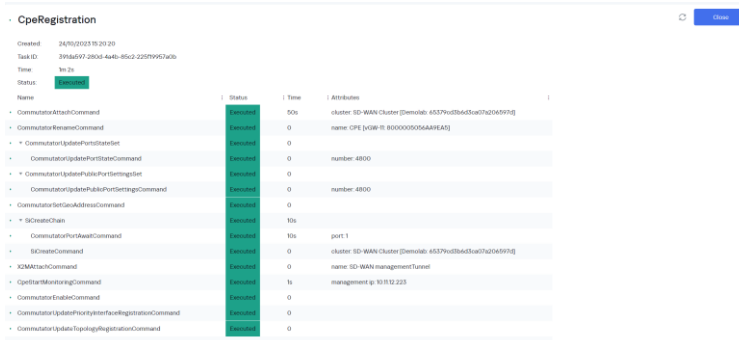 CpeRegistration
Close
Created: 24/10/2023 15:20:20
Task ID: 391da597-280d-4a4b-85c2-225f19957a0b
Time: 1m 2s
Status: Executed
Name Status Time Attributes
CommutatorAttachCommand Executed 50s cluster: SD-WAN Cluster [Demolab: 65379cd3b6d3ca07a206597d]
CommutatorRenameCommand Executed 0 name: CPE [vGW-11: 8000005056AA9EA5]
CommutatorUpdatePortsStateSet Executed 0
CommutatorUpdatePortStateCommand Executed 0 number: 4800
CommutatorUpdatePublicPortSettingsSet Executed 0
CommutatorUpdatePublicPortSettingsCommand Executed 0 number: 4800
CommutatorSetGeoAddressCommand Executed 0
SiCreateChain Executed 10s
CommutatorPortAwaitCommand Executed 10s port: 1
SiCreateCommand Executed 0 cluster: SD-WAN Cluster [Demolab: 65379cd3b6d3ca07a206597d]
X2MAttachCommand Executed 0 name: SD-WAN managementTunnel
CpeStartMonitoringCommand Executed 1s management ip: 10.11.12.223
CommutatorEnableCommand Executed 0
CommutatorUpdatePriorityInterfaceRegistrationCommand Executed 0
CommutatorUpdateTopologyRegistrationCommand Executed 0